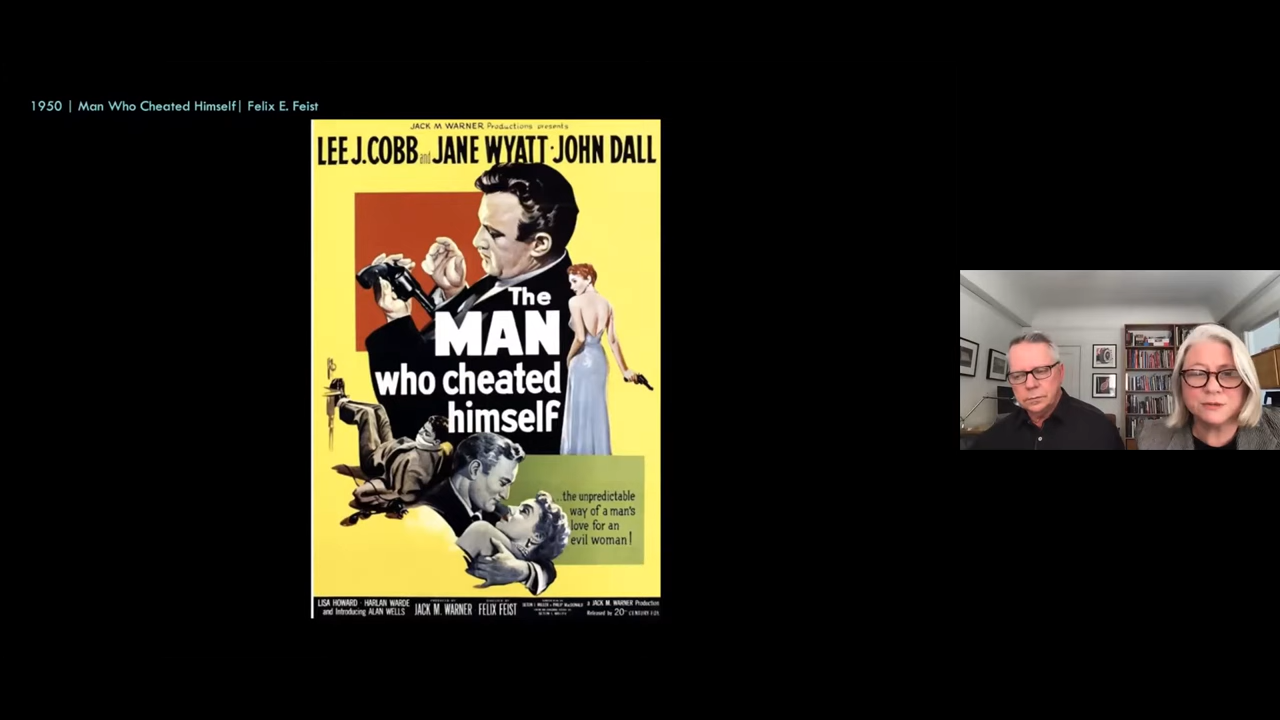 1950 | Man Who Cheated Himself| Felix E. Feist
JACK M. WARNER Productions presents
LEE J. COBB and JANE WYATT · JOHN DALL
The
MAN
who cheated
himself
...the unpredictable
way of a man's
love for an
evil woman!
LISA HOWARD · HARLAN WARDE
and Introducing ALAN WELLS
JACK M. WARNER
FELIX FEIST
A JACK M. WARNER Production
Released by 20th CENTURY-FOX